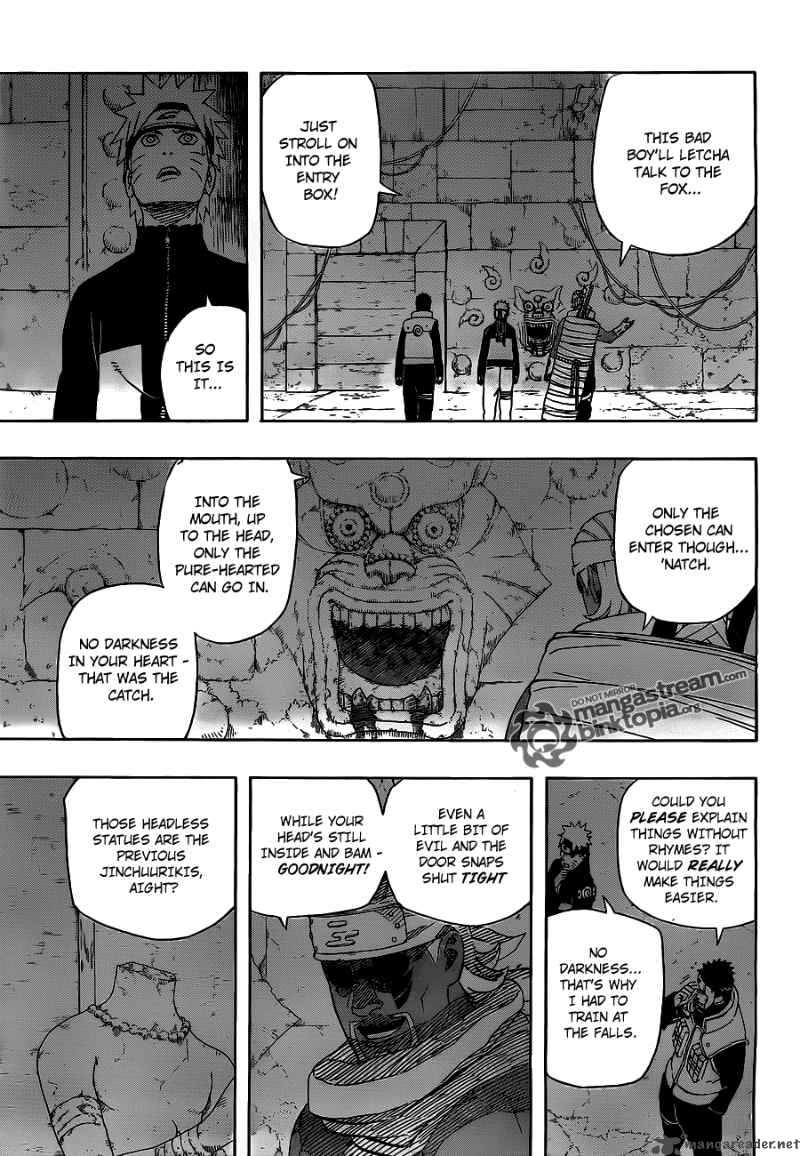 THIS BAD
BOY'LL LETCHA
TALK TO THE
FOX...
JUST
STROLL ON
INTO THE
ENTRY
BOX!
SO
THIS IS
IT...
ONLY THE
CHOSEN CAN
ENTER THOUGH...
'NATCH.
INTO THE
MOUTH, UP
TO THE HEAD,
ONLY THE
PURE-HEARTED
CAN GO IN.
NO DARKNESS
IN YOUR HEART -
THAT WAS THE
CATCH.
DO NOT MIRROR
mangastream.com
binktopia.org
COULD YOU
PLEASE EXPLAIN
THINGS WITHOUT
RHYMES? IT
WOULD REALLY
MAKE THINGS
EASIER.
NO
DARKNESS...
THAT'S WHY
I HAD TO
TRAIN AT
THE FALLS.
EVEN A
LITTLE BIT OF
EVIL AND THE
DOOR SNAPS
SHUT TIGHT
WHILE YOUR
HEAD'S STILL
INSIDE AND BAM -
GOODNIGHT!
THOSE HEADLESS
STATUES ARE THE
PREVIOUS
JINCHUURIKIS,
AIGHT?
mangareader.net